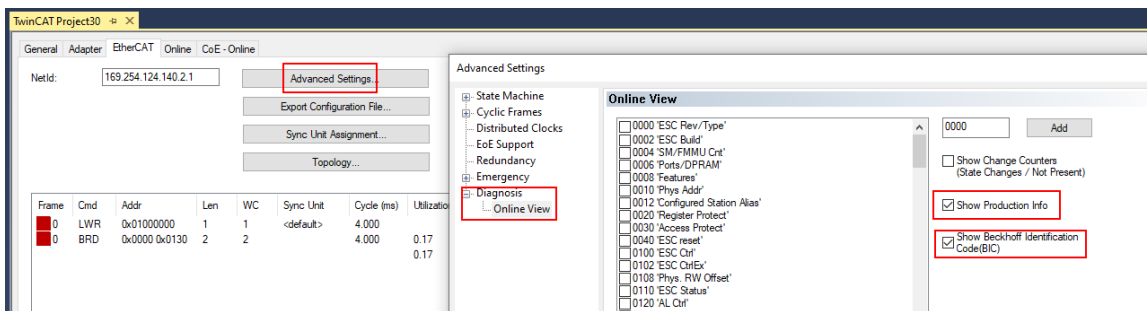 TwinCAT Project30
General Adapter EtherCAT Online CoE - Online
NetId: 169.254.124.140.2.1
Advanced Settings...
Export Configuration File...
Sync Unit Assignment...
Topology...
Frame Cmd Addr Len WC Sync Unit Cycle (ms) Utilization
0 LWR 0x01000000 1 1 <default> 4.000
0 BRD 0x0000 0x0130 2 2 4.000 0.17
0.17
Advanced Settings
State Machine
Cyclic Frames
Distributed Clocks
EoE Support
Redundancy
Emergency
Diagnosis
Online View
Online View
0000 'ESC Rev/Type'
0002 'ESC Build'
0004 'SM/FMMU Cnt'
0006 'Ports/DPRAM'
0008 'Features'
0010 'Phys Addr'
0012 'Configured Station Alias'
0020 'Register Protect'
0030 'Access Protect'
0040 'ESC reset'
0100 'ESC Ctrl'
0102 'ESC CtrlEx'
0108 'Phys. RW Offset'
0110 'ESC Status'
0120 'AL Ctrl'
0000 Add
Show Change Counters
(State Changes / Not Present)
Show Production Info
Show Beckhoff Identification
Code(BIC)